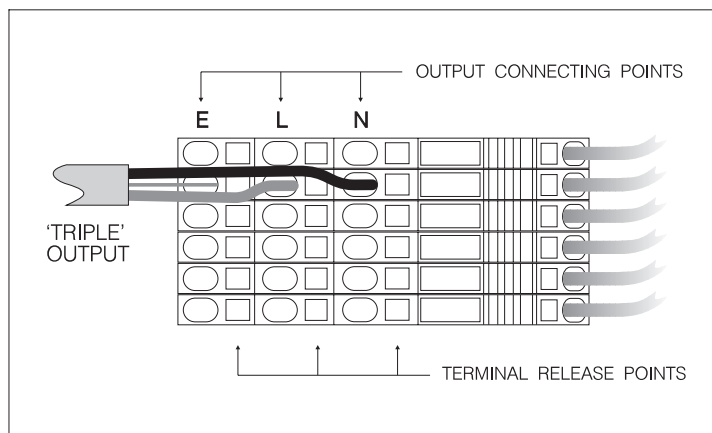 OUTPUT CONNECTING POINTS
E L N
'TRIPLE'
OUTPUT
TERMINAL RELEASE POINTS